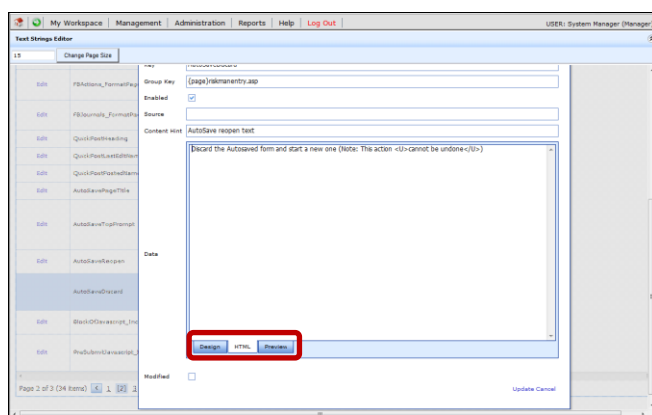 My Workspace | Management | Administration | Reports | Help | Log Out | USER: System Manager (Manager)
Text Strings Editor
15 Change Page Size
Edit FBActions_FormatPage
Group Key {page}riskmanentry.asp
Enabled
Edit FBJournals_FormatPa
Source
Content Hint AutoSave reopen text
Edit QuickPostHeading
Discard the Autosaved form and start a new one (Note: This action <U>cannot be undone</U>)
Edit
Edit
Edit AutoSavePageTitle
Edit AutoSaveTopPrompt
Data
Edit AutoSaveReopen
AutoSaveDiscard
Edit BlockOfJavascript_Inc
Edit PreSubmitJavascript_
Design HTML Preview
Modified
Page 2 of 3 (34 items) 1 [2] 3
Update Cancel